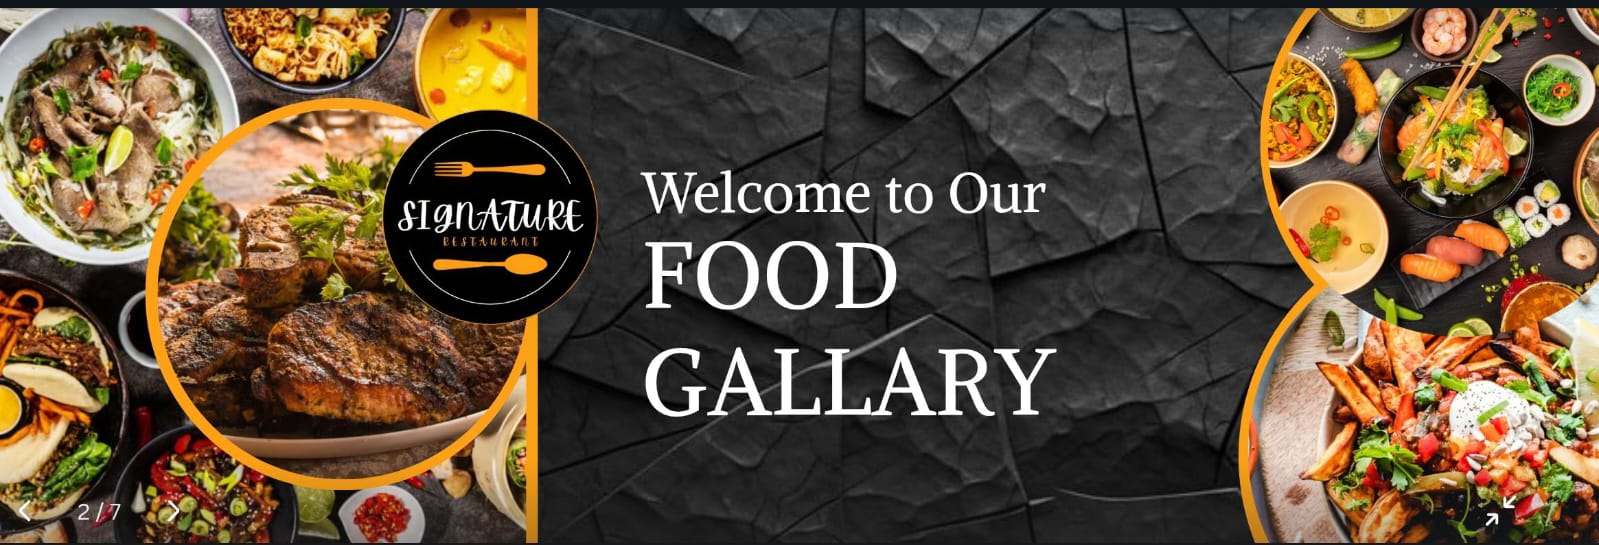 SIGNATURE
RESTAURANT
Welcome to Our
FOOD
GALLARY
2 / 7